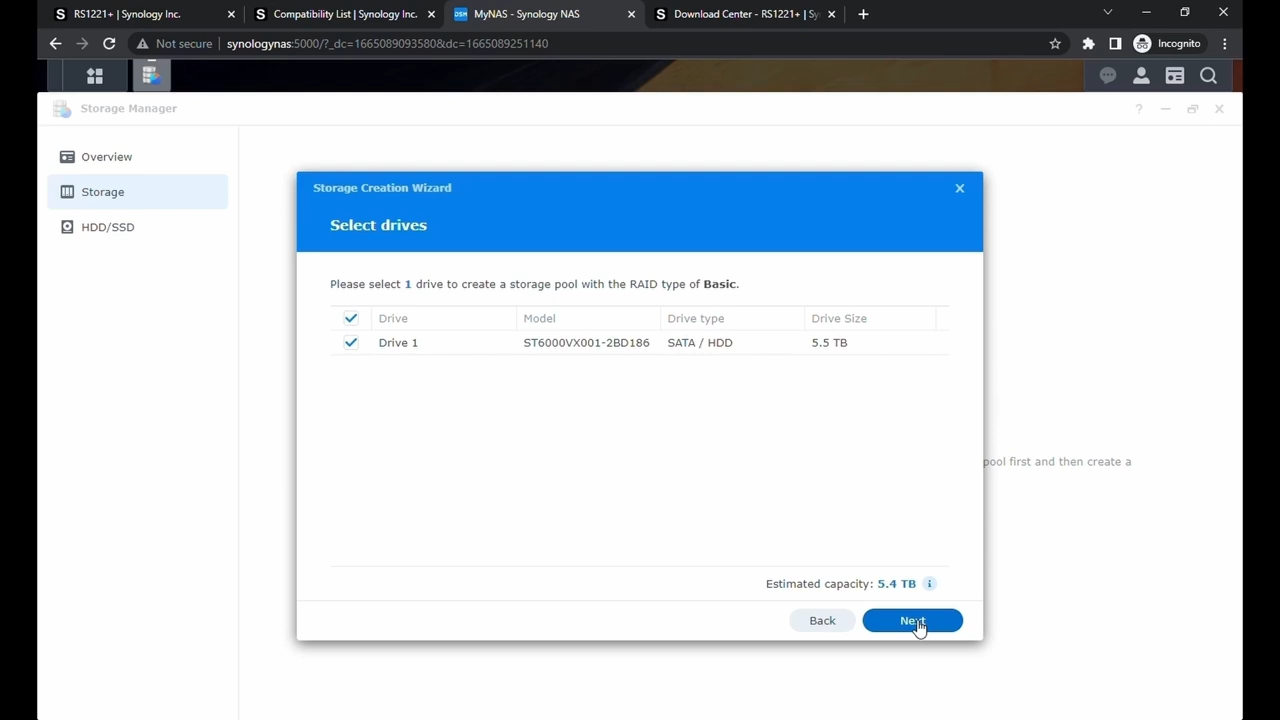 RS1221+ | Synology Inc.
Compatibility List | Synology Inc.
DSM MyNAS - Synology NAS
Download Center - RS1221+ | Sy
Not secure synologynas:5000/?_dc=1665089093580&dc=1665089251140
Incognito
Storage Manager
?
Overview
Storage
HDD/SSD
Storage Creation Wizard
Select drives
Please select 1 drive to create a storage pool with the RAID type of Basic.
Drive Model Drive type Drive Size
Drive 1 ST6000VX001-2BD186 SATA / HDD 5.5 TB
pool first and then create a
Estimated capacity: 5.4 TB i
Back Next